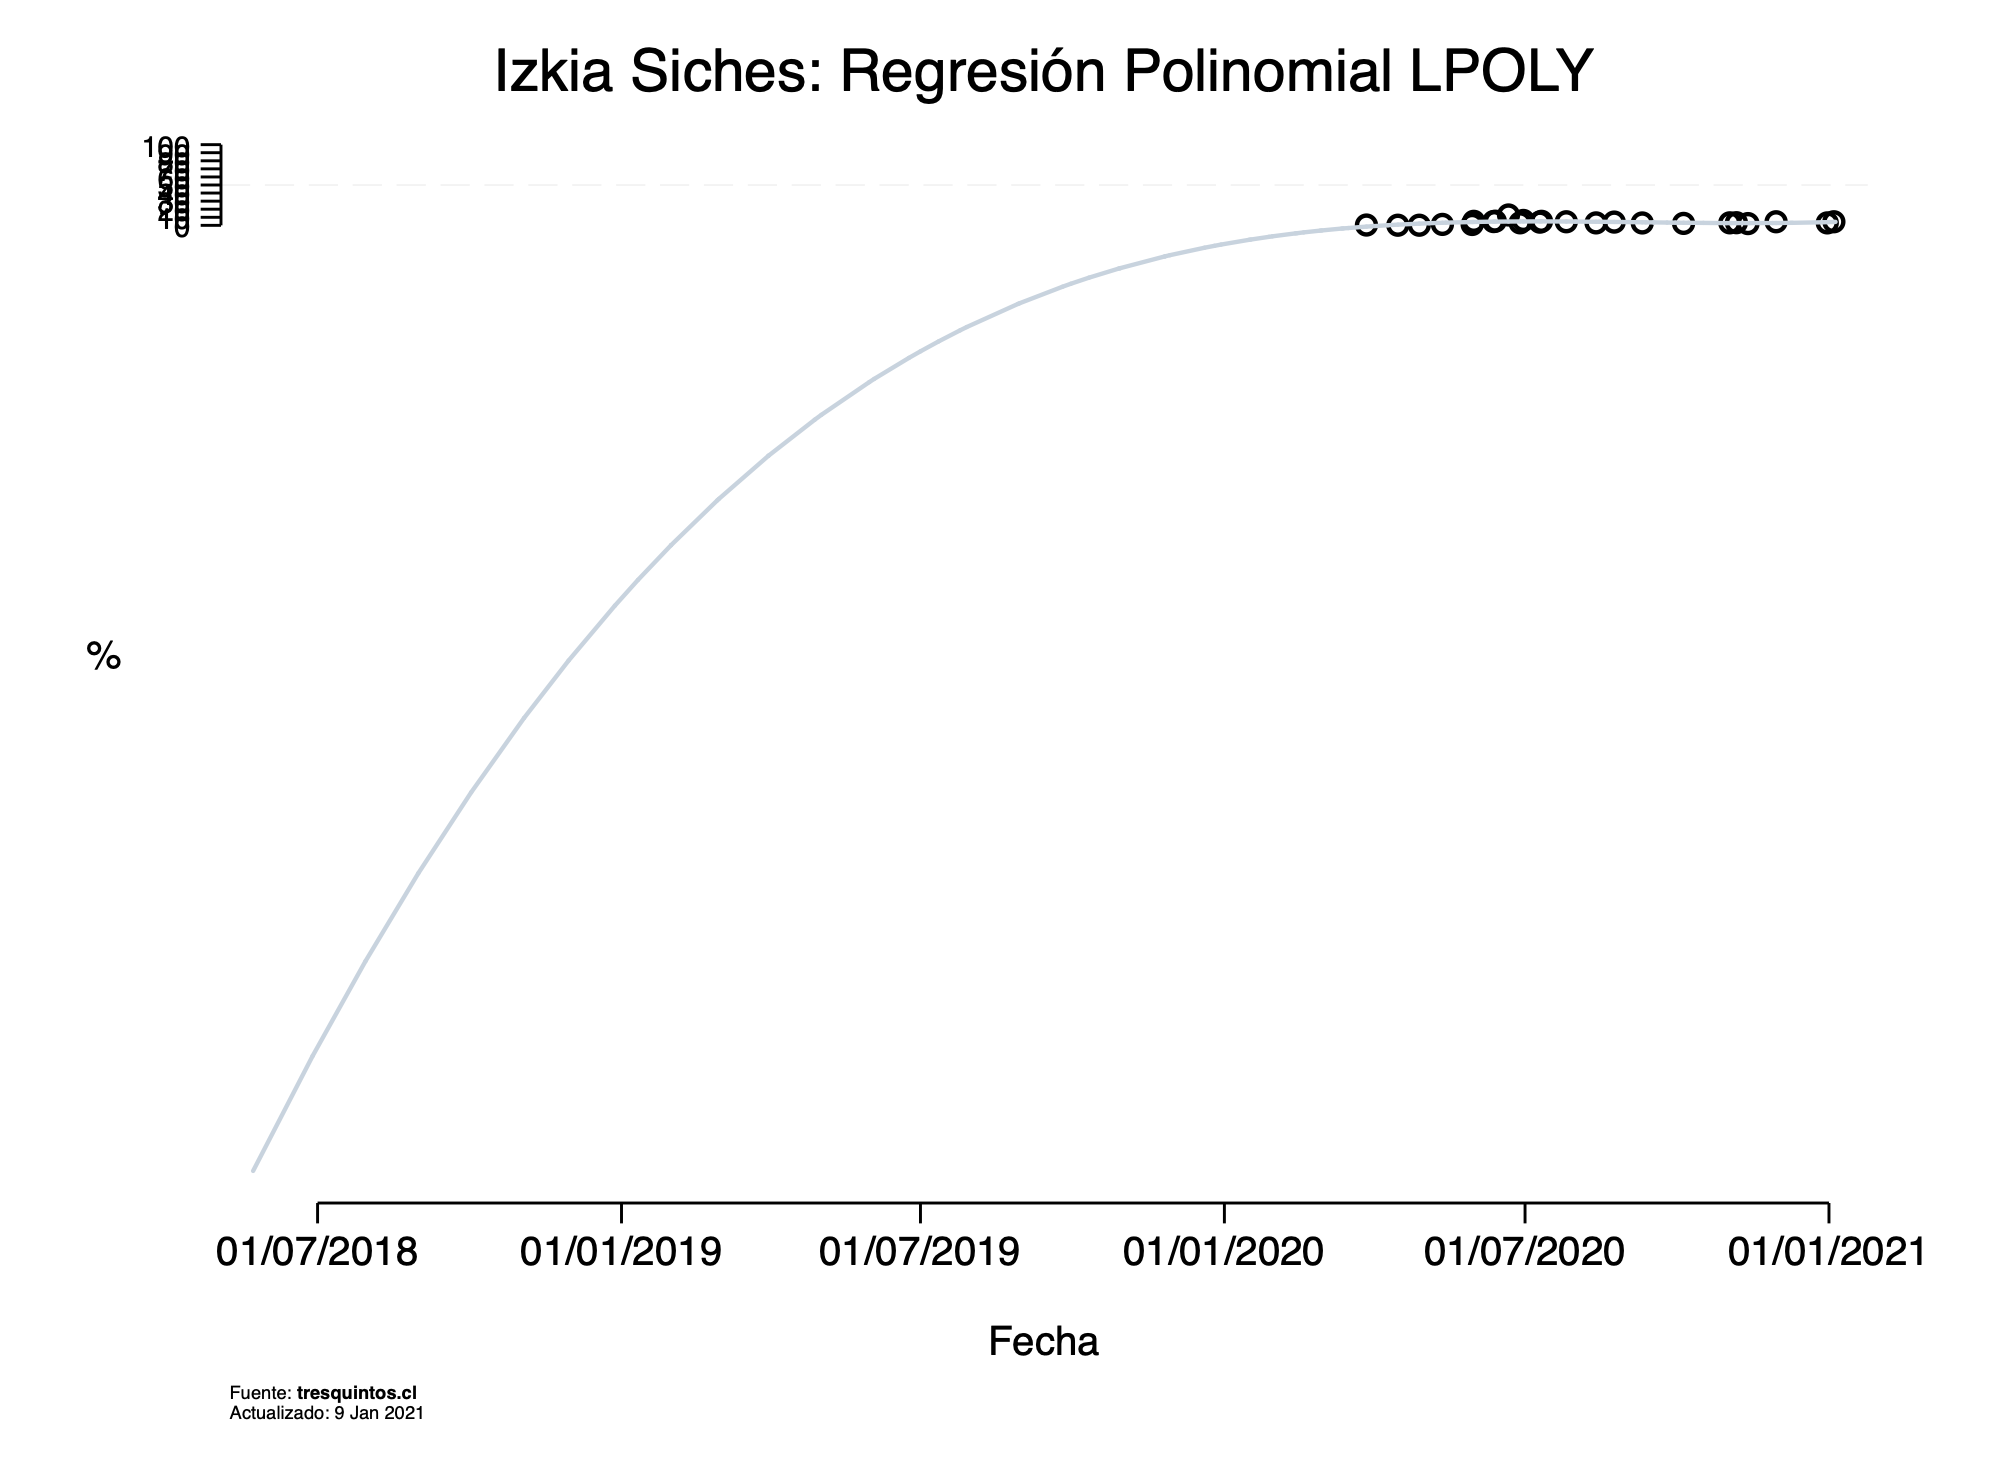 Izkia Siches: Regresión Polinomial LPOLY
100
0
%
01/07/2018 01/01/2019 01/07/2019 01/01/2020 01/07/2020 01/01/2021
Fecha
Fuente: tresquintos.cl
Actualizado: 9 Jan 2021